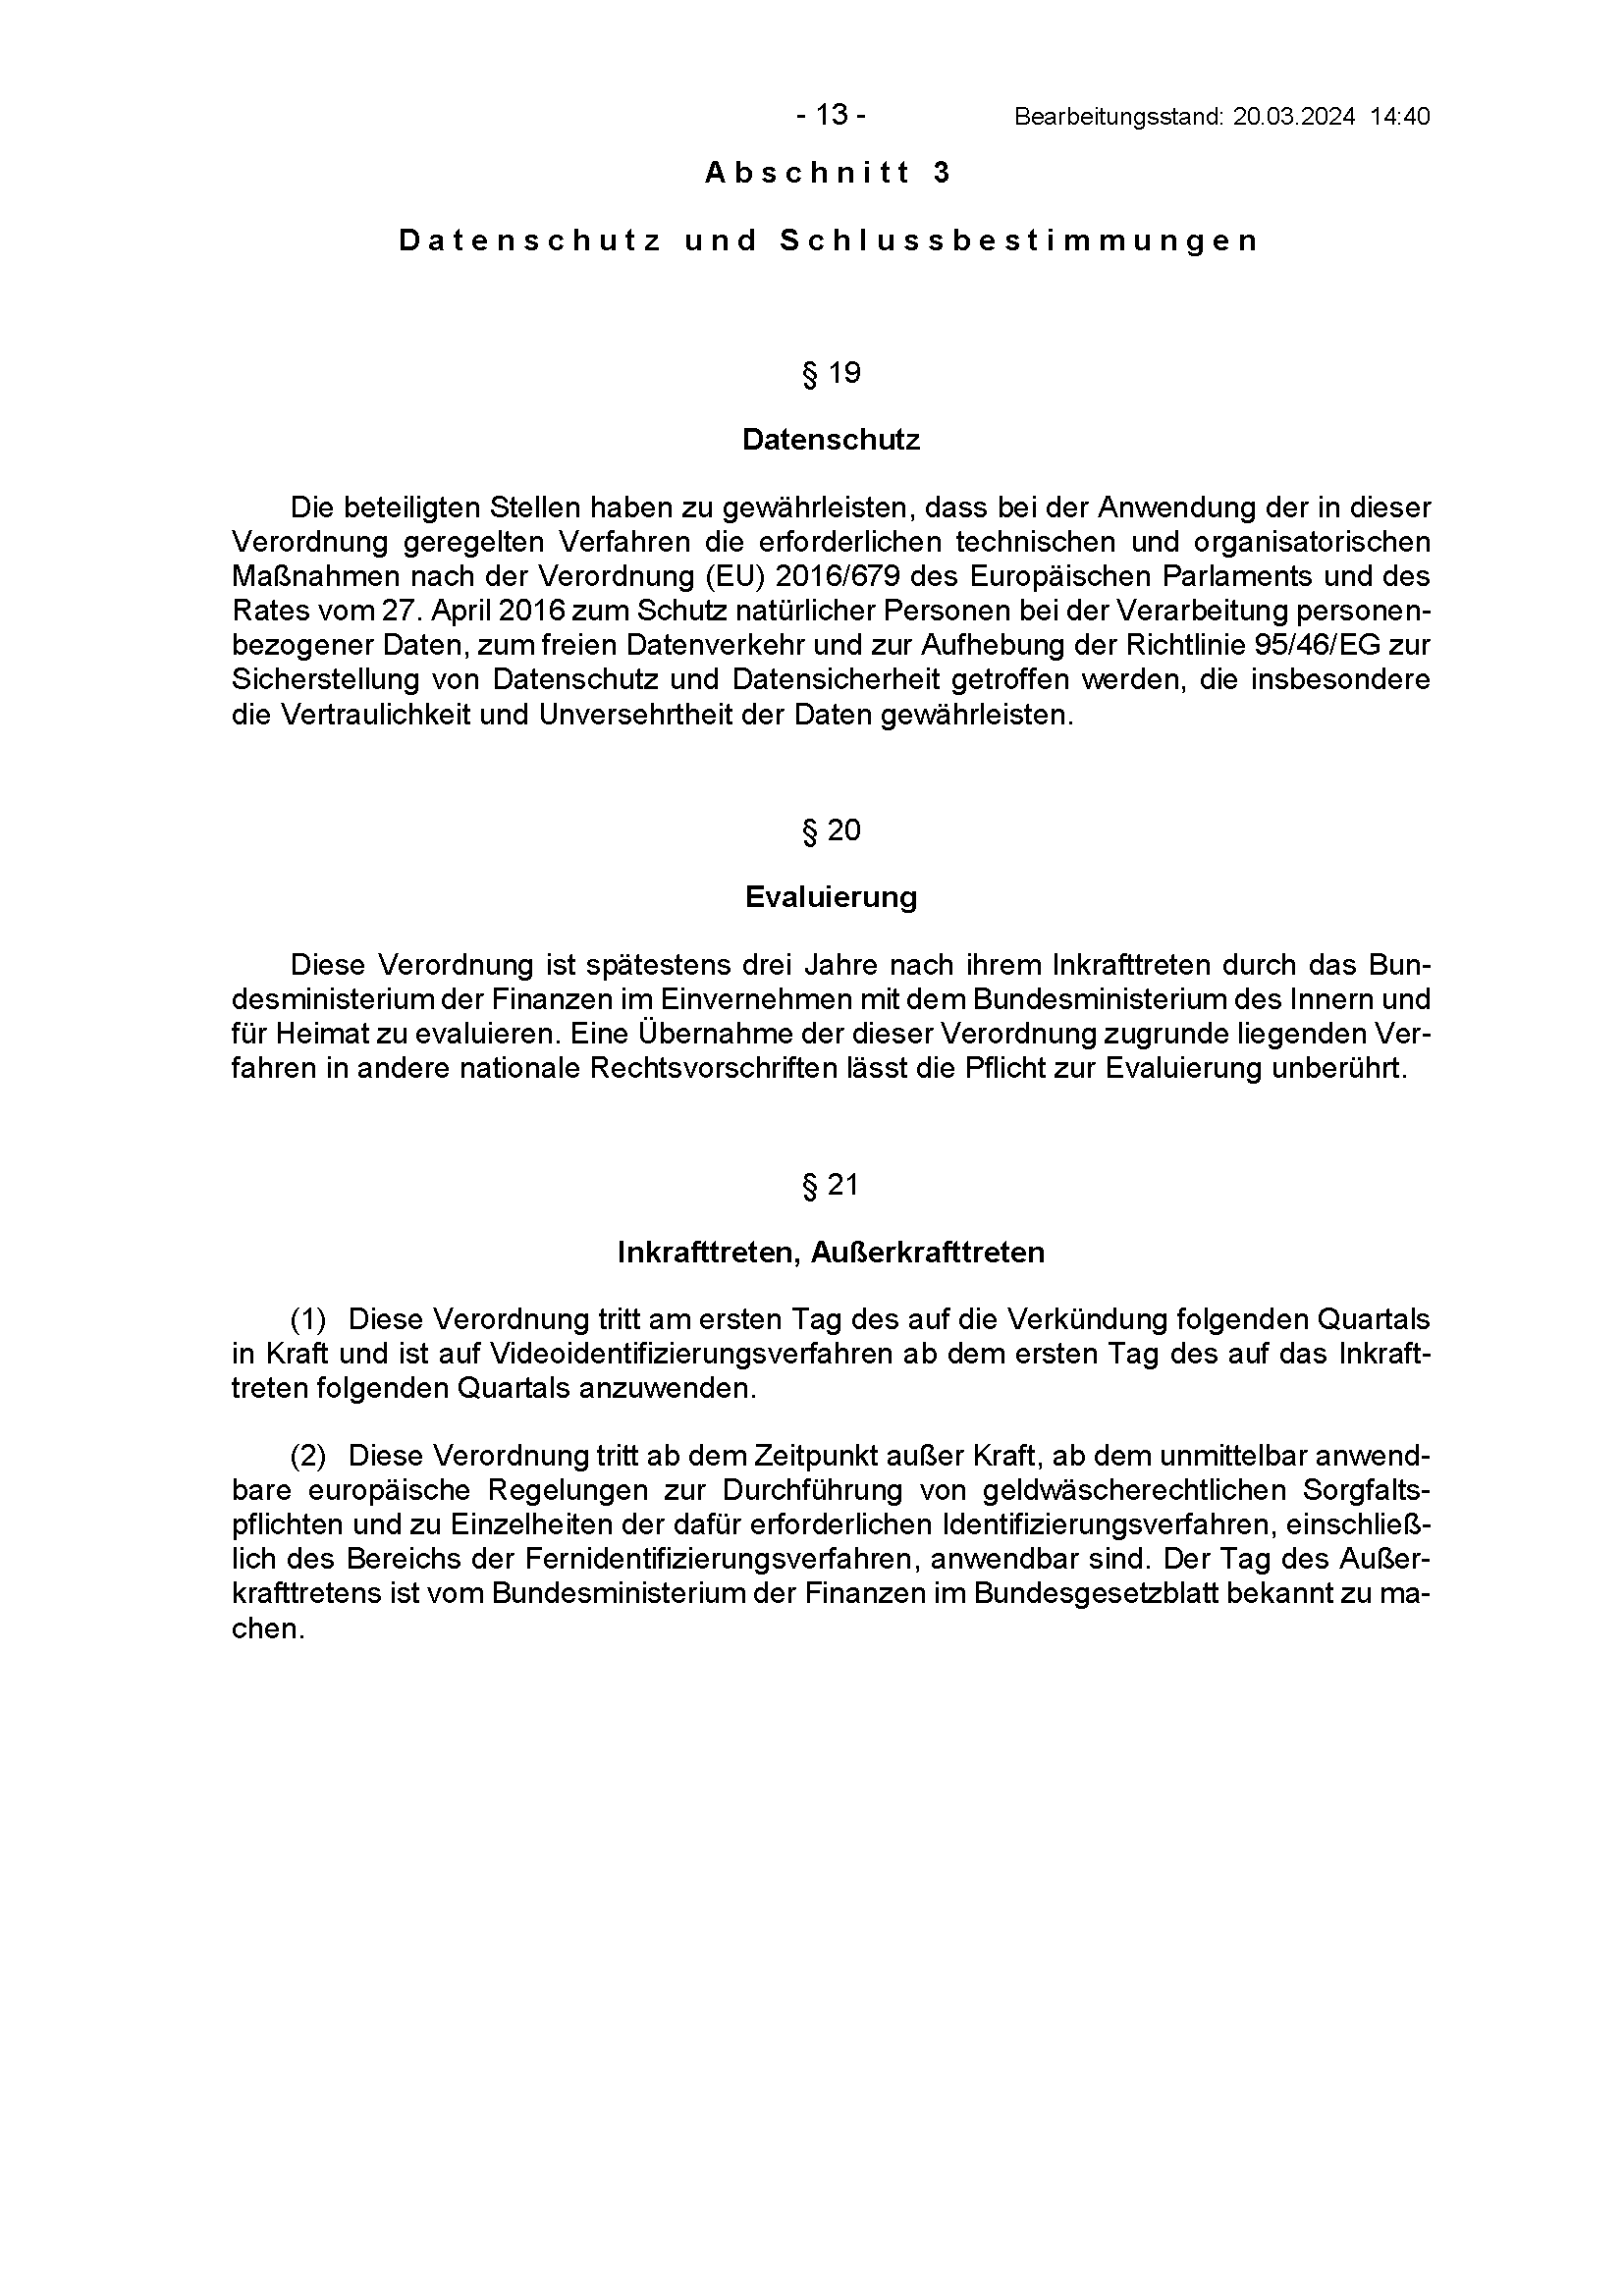 - 13 -
Bearbeitungsstand: 20.03.2024 14:40
Abschnitt 3
Datenschutz und Schlussbestimmungen
§ 19
Datenschutz
Die beteiligten Stellen haben zu gewährleisten, dass bei der Anwendung der in dieser
Verordnung geregelten Verfahren die erforderlichen technischen und organisatorischen
Maßnahmen nach der Verordnung (EU) 2016/679 des Europäischen Parlaments und des
Rates vom 27. April 2016 zum Schutz natürlicher Personen bei der Verarbeitung personen-
bezogener Daten, zum freien Datenverkehr und zur Aufhebung der Richtlinie 95/46/EG zur
Sicherstellung von Datenschutz und Datensicherheit getroffen werden, die insbesondere
die Vertraulichkeit und Unversehrtheit der Daten gewährleisten.
§ 20
Evaluierung
Diese Verordnung ist spätestens drei Jahre nach ihrem Inkrafttreten durch das Bun-
desministerium der Finanzen im Einvernehmen mit dem Bundesministerium des Innern und
für Heimat zu evaluieren. Eine Übernahme der dieser Verordnung zugrunde liegenden Ver-
fahren in andere nationale Rechtsvorschriften lässt die Pflicht zur Evaluierung unberührt.
§ 21
Inkrafttreten, Außerkrafttreten
(1) Diese Verordnung tritt am ersten Tag des auf die Verkündung folgenden Quartals
in Kraft und ist auf Videoidentifizierungsverfahren ab dem ersten Tag des auf das Inkraft-
treten folgenden Quartals anzuwenden.
(2) Diese Verordnung tritt ab dem Zeitpunkt außer Kraft, ab dem unmittelbar anwend-
bare europäische Regelungen zur Durchführung von geldwäscherechtlichen Sorgfalts-
pflichten und zu Einzelheiten der dafür erforderlichen Identifizierungsverfahren, einschließ-
lich des Bereichs der Fernidentifizierungsverfahren, anwendbar sind. Der Tag des Außer-
krafttretens ist vom Bundesministerium der Finanzen im Bundesgesetzblatt bekannt zu ma-
chen.